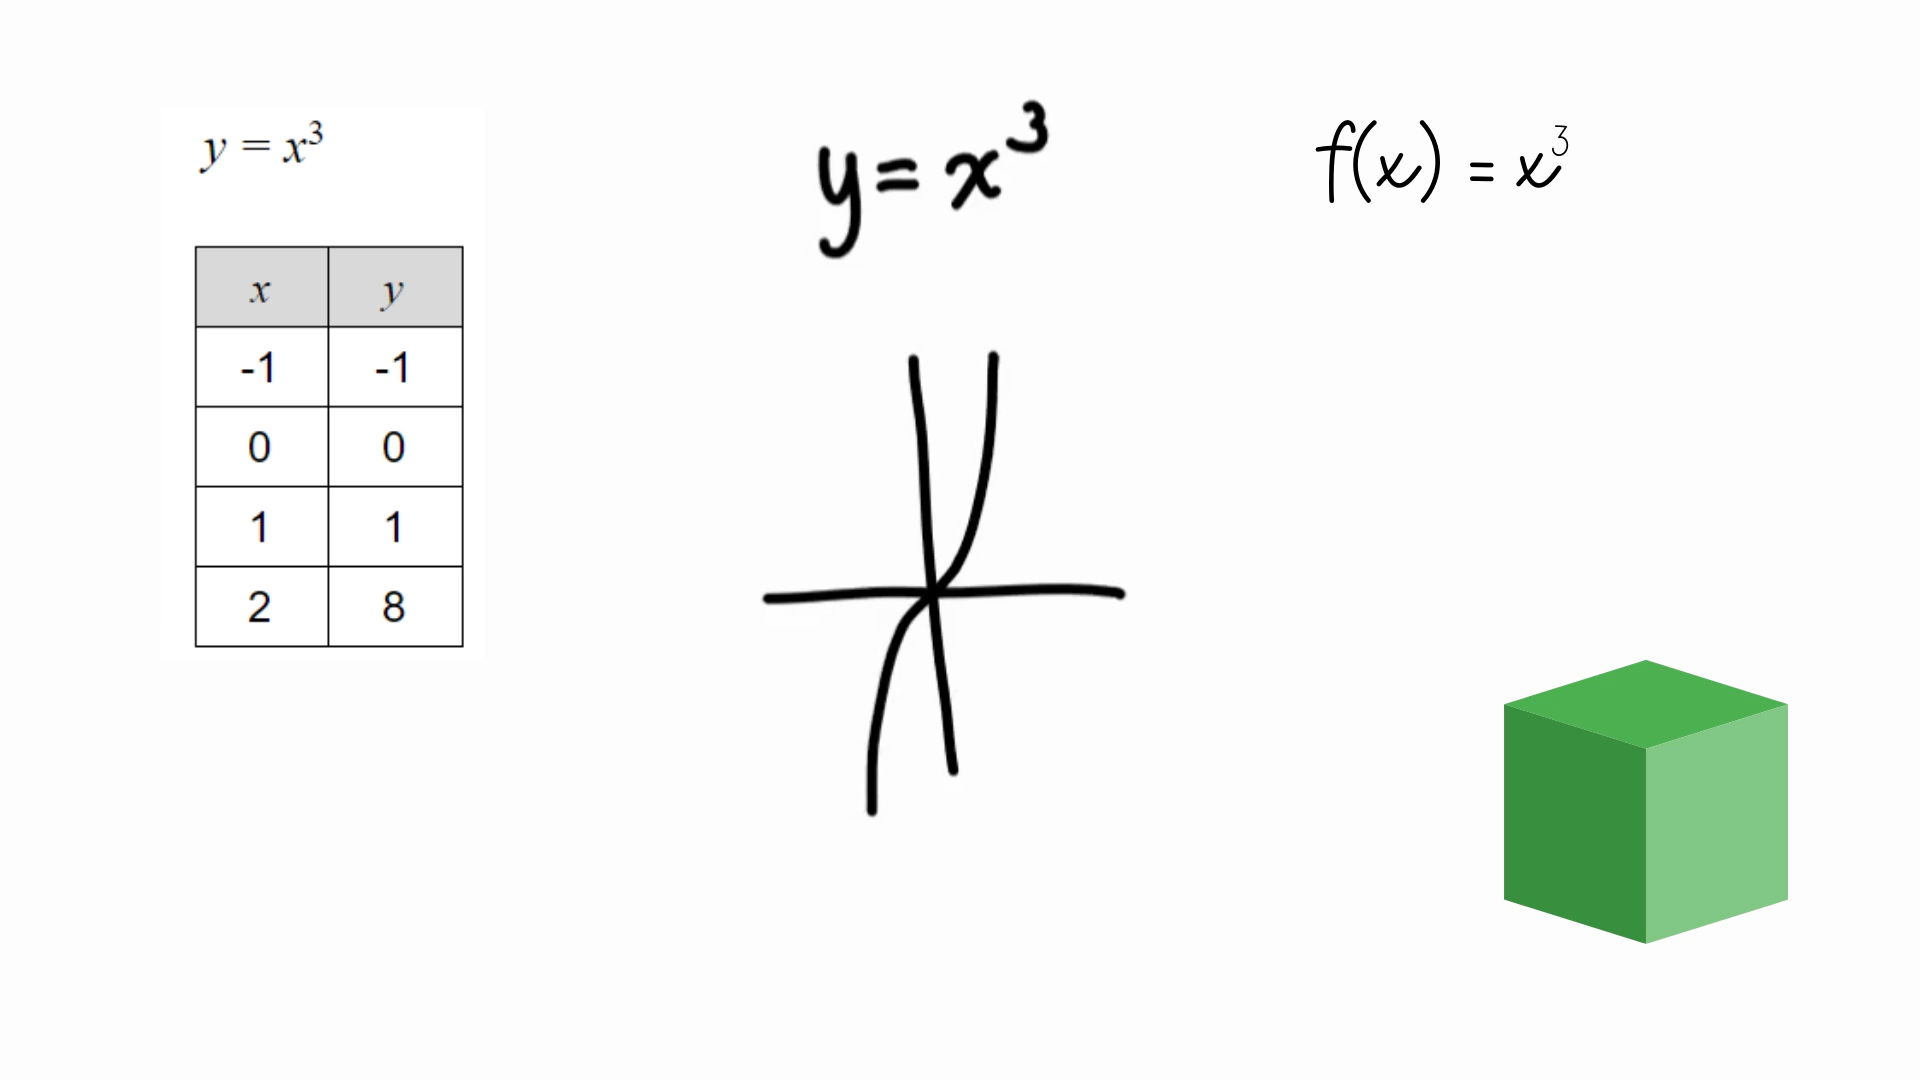 y = x³
x y
-1 -1
0 0
1 1
2 8
y = x³
f(x) = x³